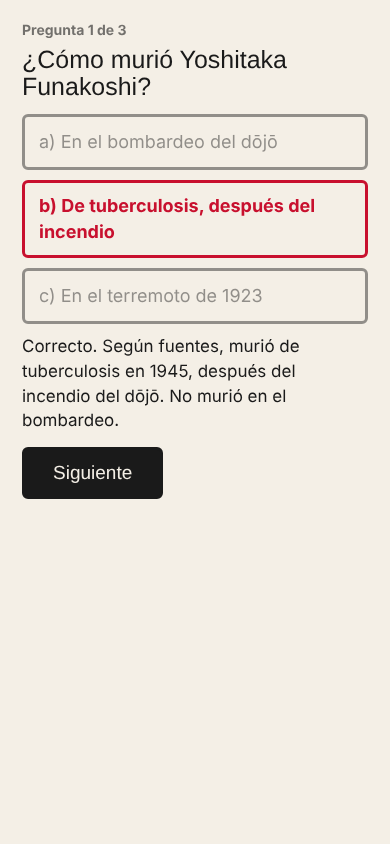 Pregunta 1 de 3
¿Cómo murió Yoshitaka
Funakoshi?
a) En el bombardeo del dōjō
b) De tuberculosis, después del
incendio
c) En el terremoto de 1923
Correcto. Según fuentes, murió de
tuberculosis en 1945, después del
incendio del dōjō. No murió en el
bombardeo.
Siguiente